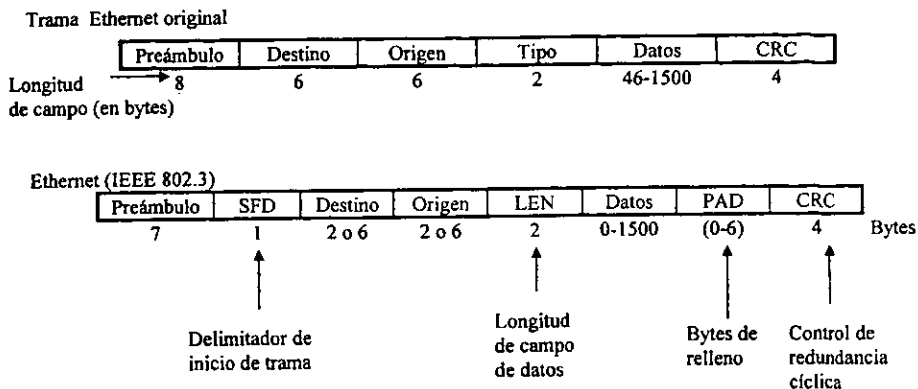 Trama Ethernet original
Preámbulo Destino Origen Tipo Datos CRC
8 6 6 2 46-1500 4
Longitud
de campo (en bytes)
Ethernet (IEEE 802.3)
Preámbulo SFD Destino Origen LEN Datos PAD CRC
7 1 2 o 6 2 o 6 2 0-1500 (0-6) 4 Bytes
Delimitador de
inicio de trama
Longitud
de campo
de datos
Bytes de
relleno
Control de
redundancia
cíclica